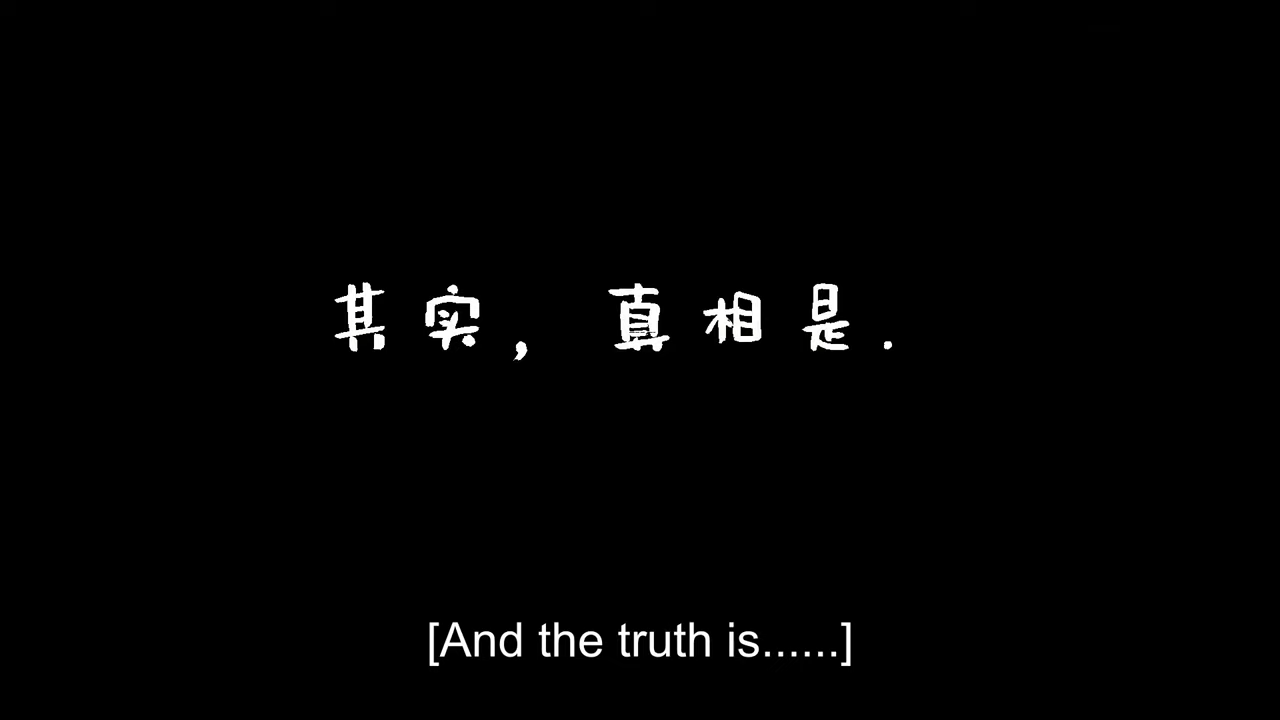 其实，真相是.
[And the truth is......]